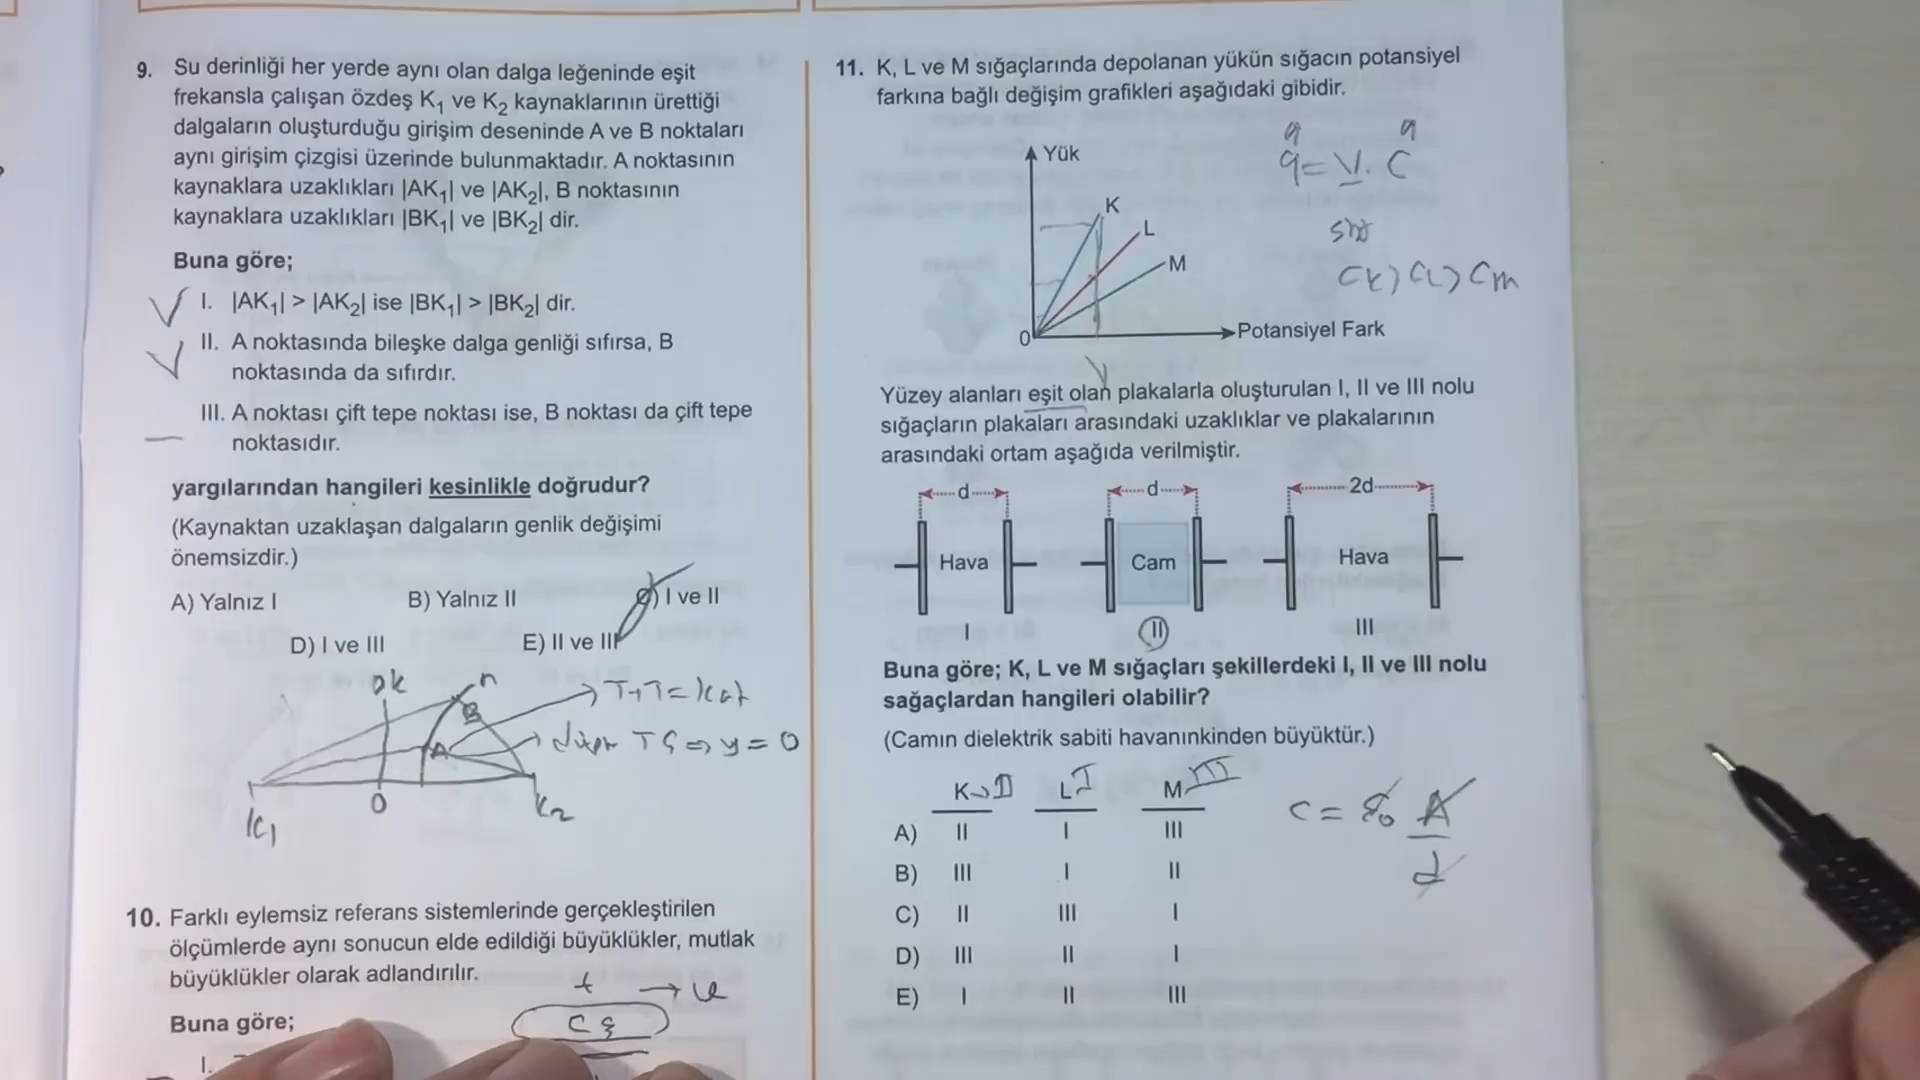 9. Su derinliği her yerde aynı olan dalga leğeninde eşit
frekansla çalışan özdeş K₁ ve K₂ kaynaklarının ürettiği
dalgaların oluşturduğu girişim deseninde A ve B noktaları
aynı girişim çizgisi üzerinde bulunmaktadır. A noktasının
kaynaklara uzaklıkları |AK₁| ve |AK₂|, B noktasının
kaynaklara uzaklıkları |BK₁| ve |BK₂| dir.
Buna göre;
I. |AK₁| > |AK₂| ise |BK₁| > |BK₂| dir.
II. A noktasında bileşke dalga genliği sıfırsa, B
noktasında da sıfırdır.
III. A noktası çift tepe noktası ise, B noktası da çift tepe
noktasıdır.
yargılarından hangileri kesinlikle doğrudur?
(Kaynaktan uzaklaşan dalgaların genlik değişimi
önemsizdir.)
A) Yalnız I B) Yalnız II C) I ve II
D) I ve III E) II ve III
n
B
T+T=kat
A
TÇ⇒y=0
0
K₁
K₂
10. Farklı eylemsiz referans sistemlerinde gerçekleştirilen
ölçümlerde aynı sonucun elde edildiği büyüklükler, mutlak
büyüklükler olarak adlandırılır.
Buna göre;
I.
11. K, L ve M sığaçlarında depolanan yükün sığacın potansiyel
farkına bağlı değişim grafikleri aşağıdaki gibidir.
Yük
K
L
M
0
Potansiyel Fark
q q
q=V.C
CK>CL>Cm
V
Yüzey alanları eşit olan plakalarla oluşturulan I, II ve III nolu
sığaçların plakaları arasındaki uzaklıklar ve plakalarının
arasındaki ortam aşağıda verilmiştir.
d d 2d
Hava Cam Hava
I II III
Buna göre; K, L ve M sığaçları şekillerdeki I, II ve III nolu
sağaçlardan hangileri olabilir?
(Camın dielektrik sabiti havanınkinden büyüktür.)
K→II L I M III
A) II I III
B) III I II
C) II III I
D) III II I
E) I II III
C = ε₀ A
d